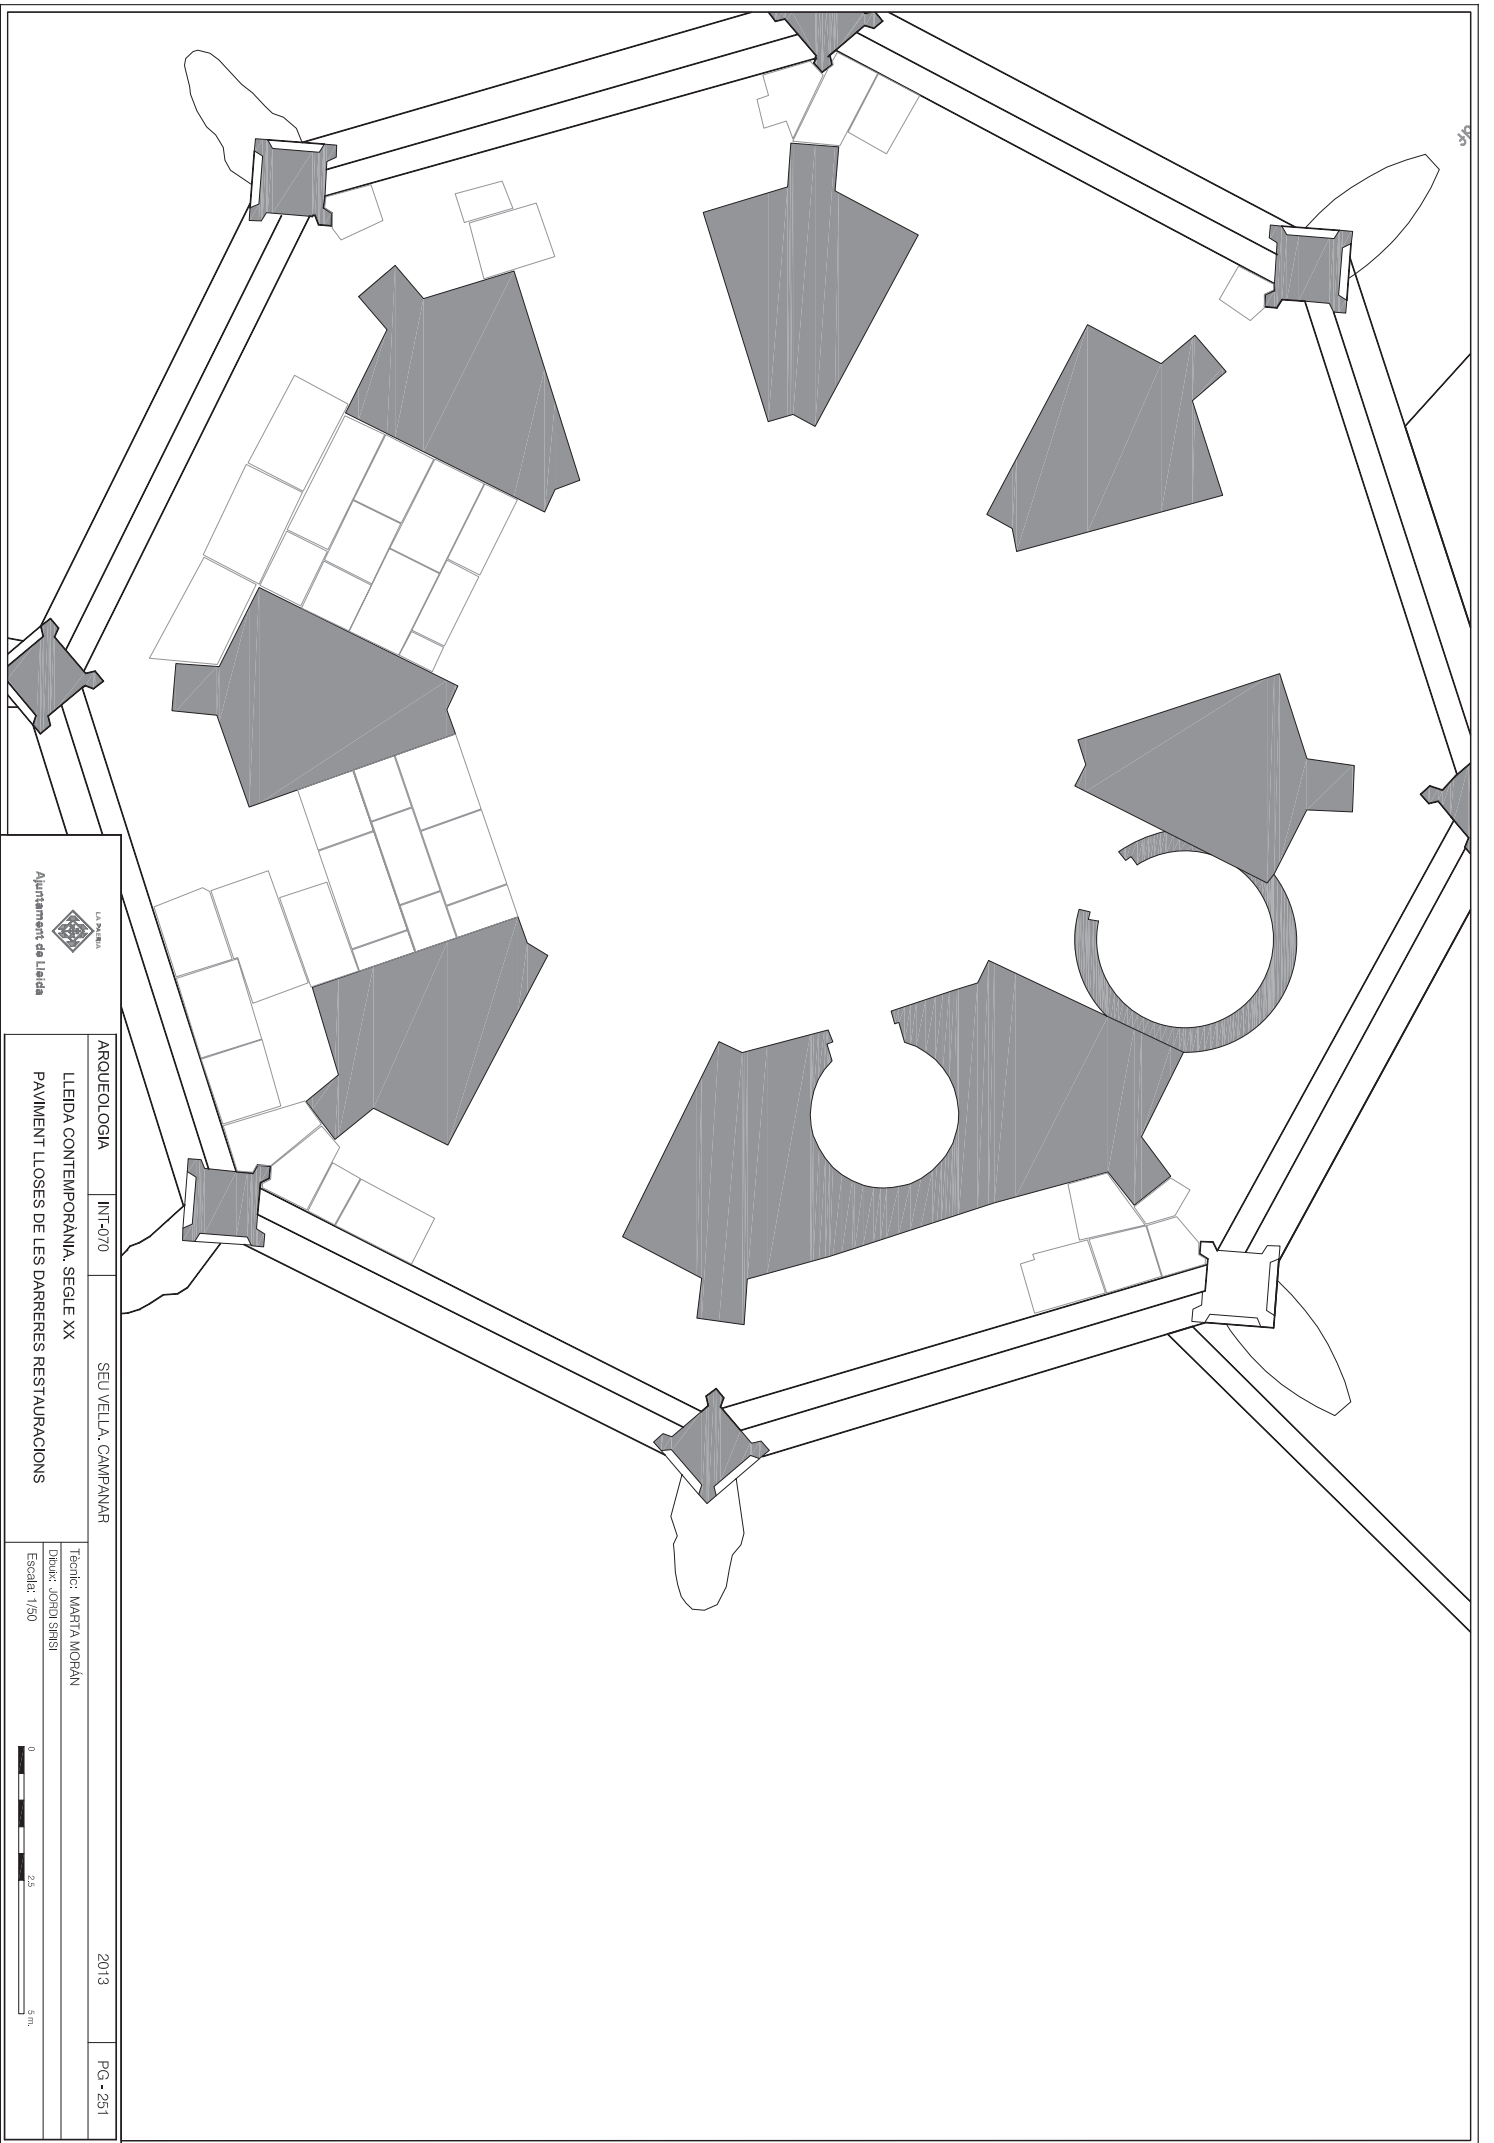 LA PAERIA
Ajuntament de Lleida
ARQUEOLOGIA
INT-070
SEU VELLA. CAMPANAR
2013
PG - 251
LLEIDA CONTEMPORÀNIA. SEGLE XX
PAVIMENT LLOSES DE LES DARRERES RESTAURACIONS
Tècnic: MARTA MORÁN
Dibuix: JORDI SIRISI
Escala: 1/50
0
2.5
5 m.